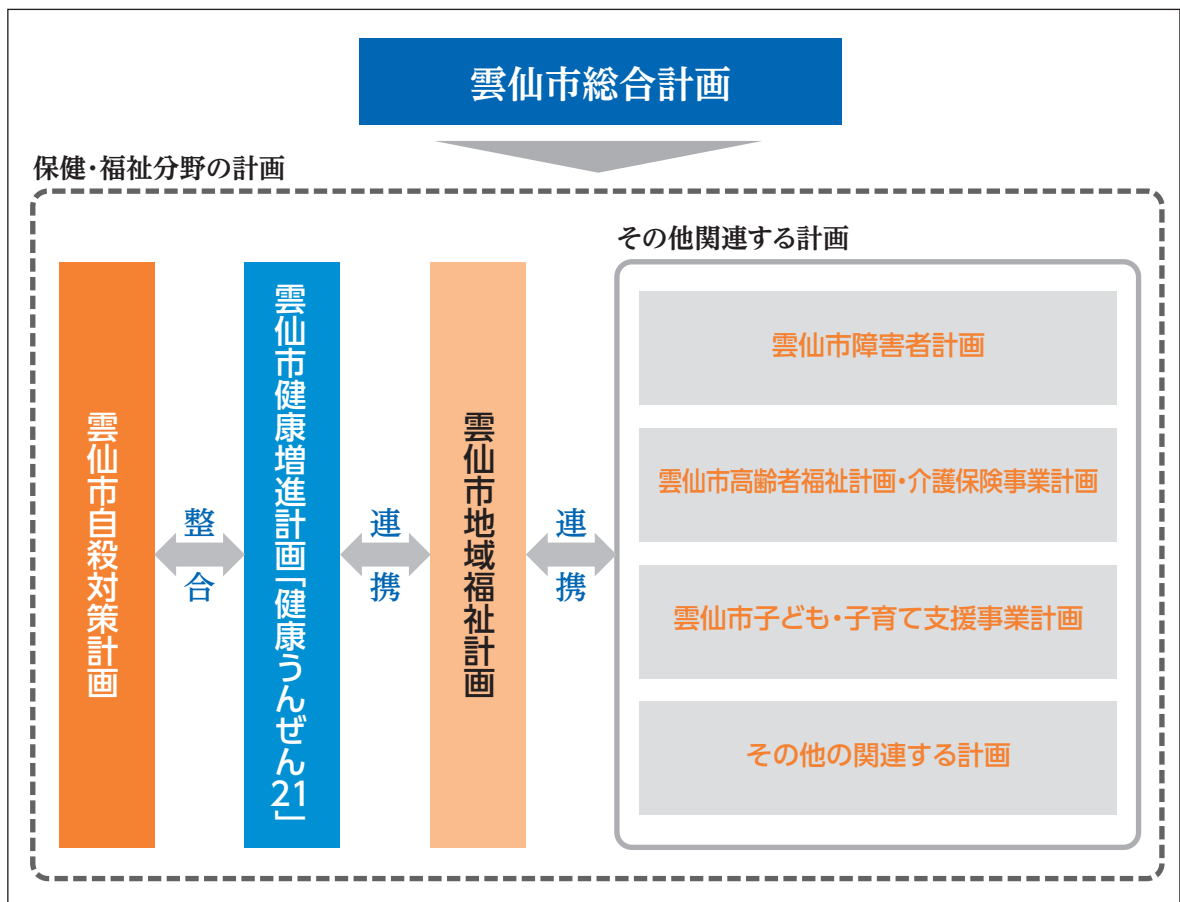 雲仙市総合計画
保健・福祉分野の計画
雲仙市自殺対策計画
整合
雲仙市健康増進計画「健康うんぜん21」
連携
雲仙市地域福祉計画
連携
その他関連する計画
雲仙市障害者計画
雲仙市高齢者福祉計画・介護保険事業計画
雲仙市子ども・子育て支援事業計画
その他の関連する計画